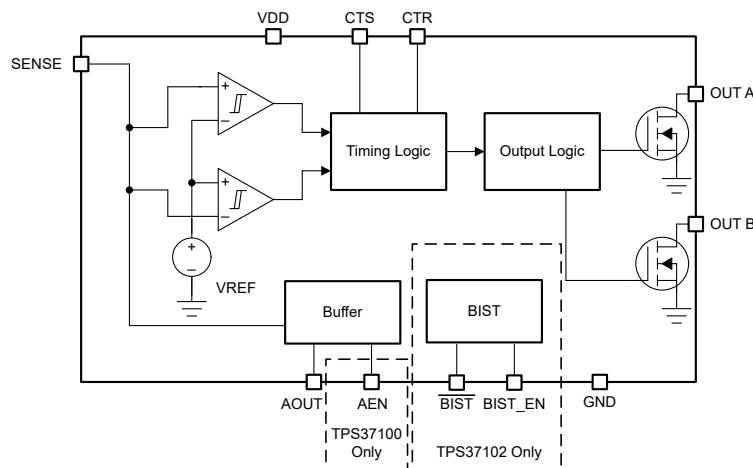 VDD
CTS
CTR
SENSE
OUT A
+
−
Timing Logic
Output Logic
+
−
OUT B
+
−
VREF
Buffer
BIST
AOUT
AEN
BIST
BIST_EN
GND
TPS37100
Only
TPS37102 Only